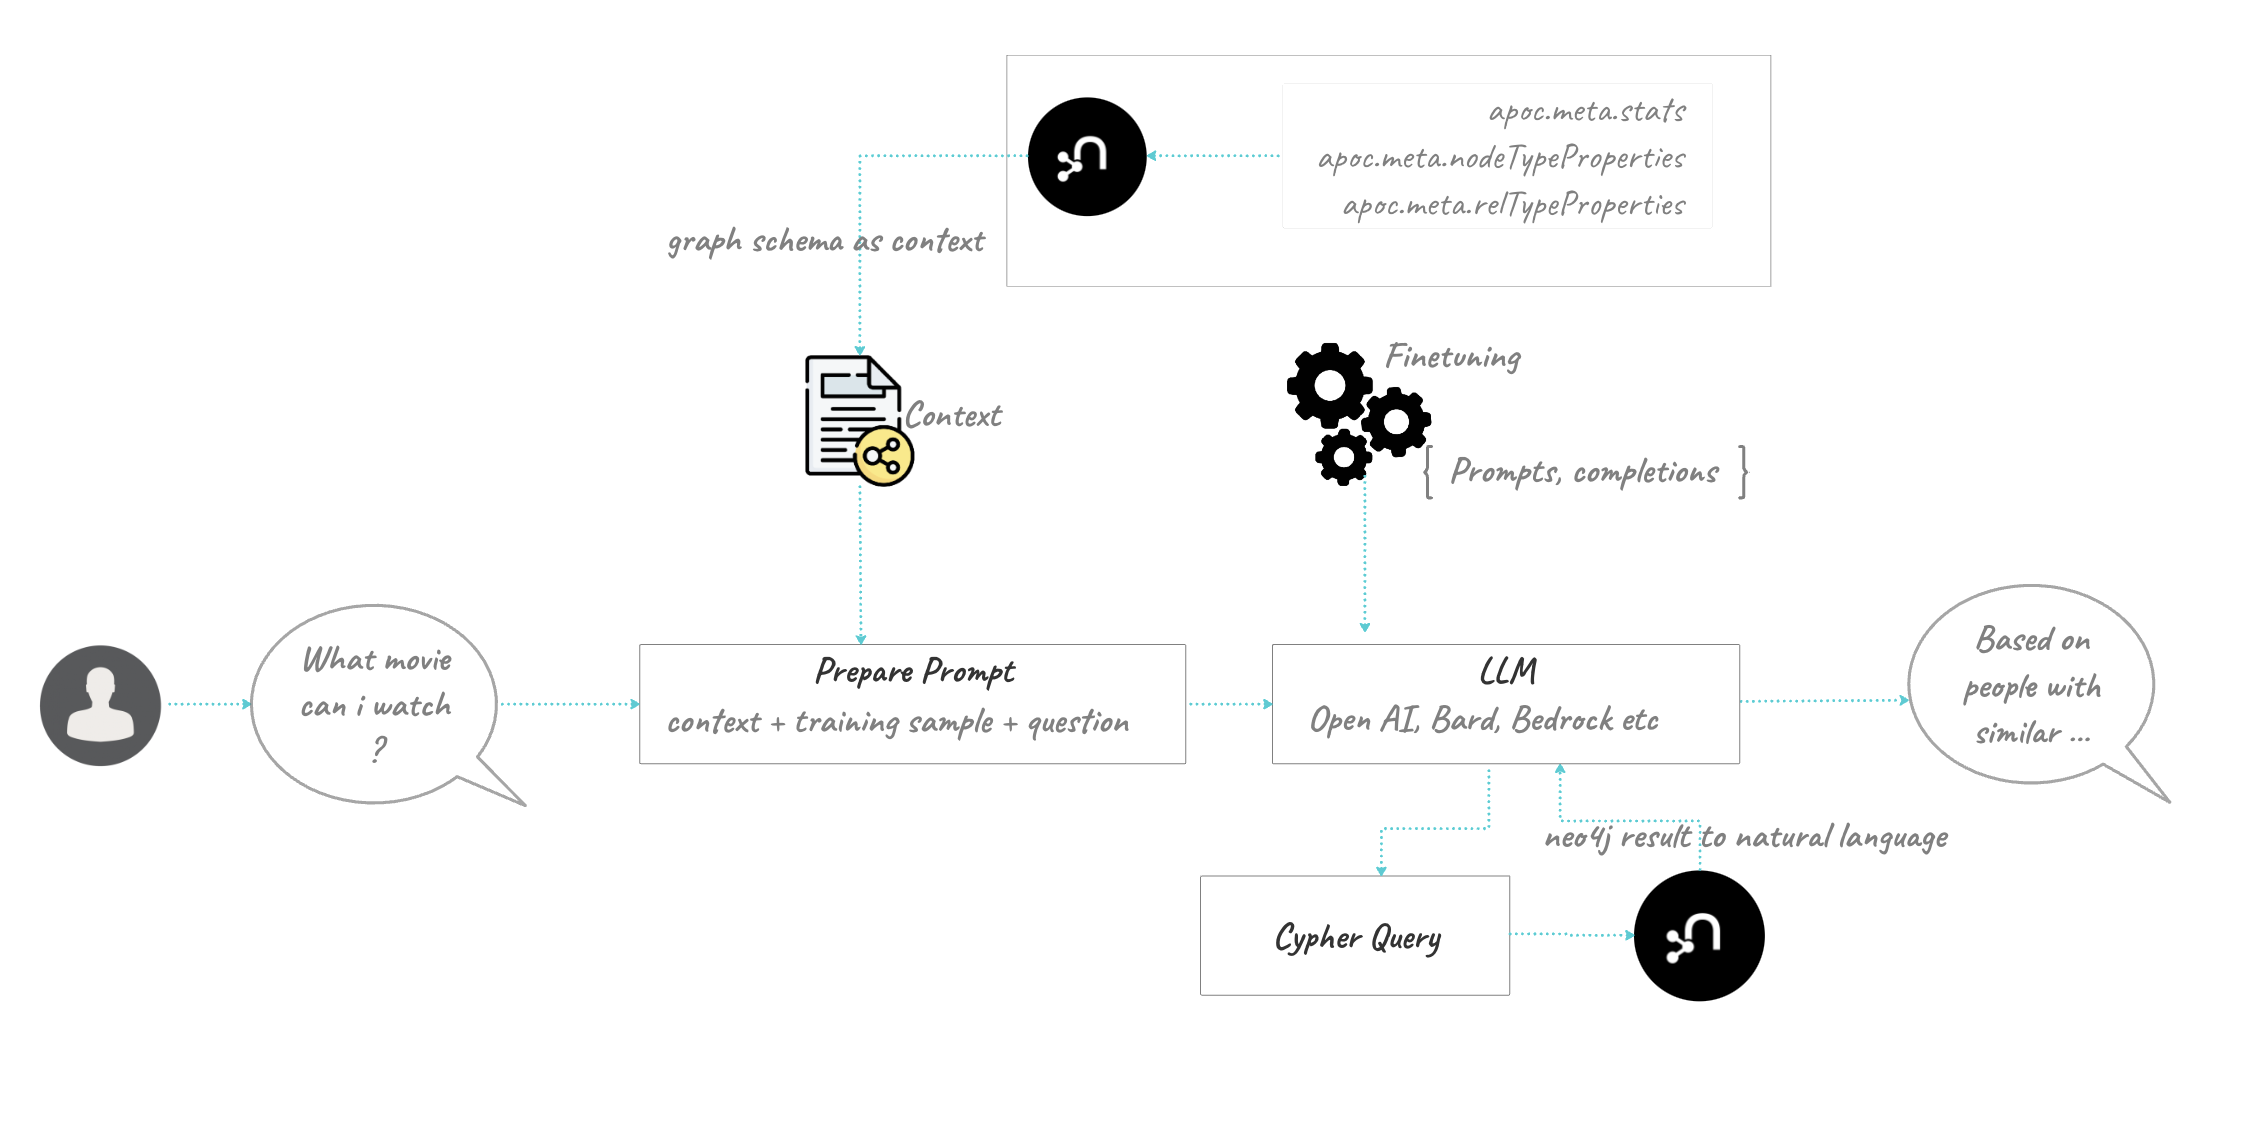 apoc.meta.stats
apoc.meta.nodeTypeProperties
apoc.meta.relTypeProperties
graph schema as context
Context
Finetuning
{ Prompts, completions }
What movie
can i watch
?
Prepare Prompt
context + training sample + question
LLM
Open AI, Bard, Bedrock etc
Based on
people with
similar ...
neo4j result to natural language
Cypher Query